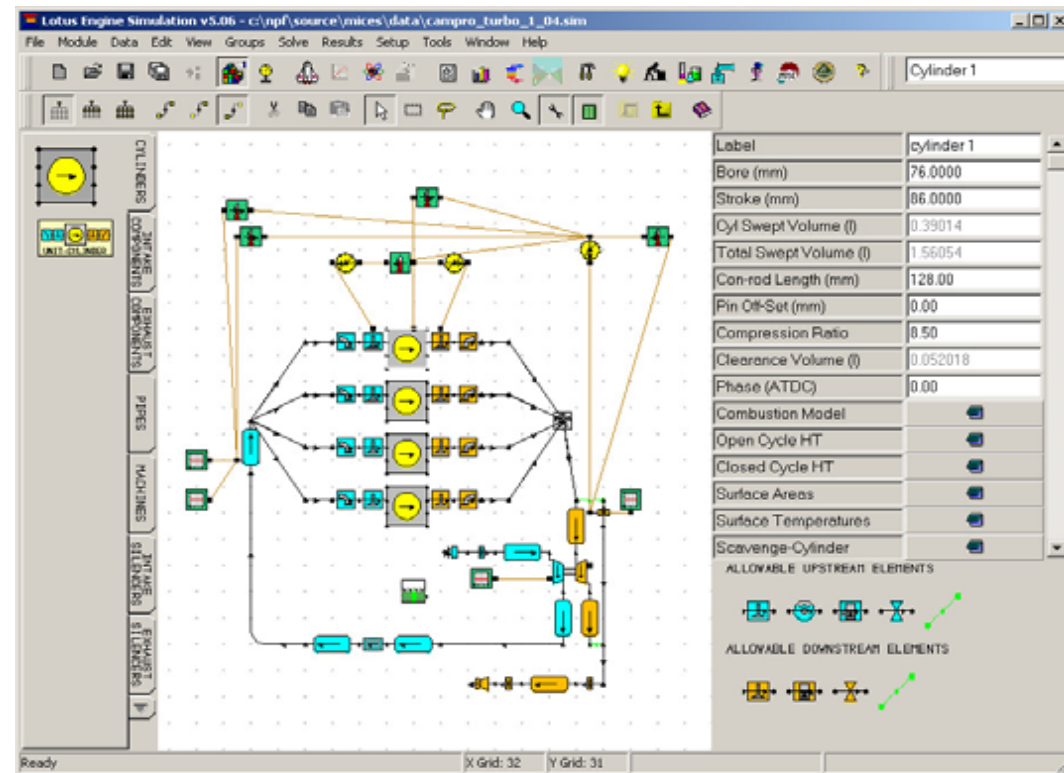 Lotus Engine Simulation v5.06 - c:\npf\source\mices\data\campro_turbo_1_04.sim
File Module Data Edit View Groups Solve Results Setup Tools Window Help
Cylinder 1
CYLINDERS
INTAKE COMPONENTS
EXHAUST COMPONENTS
PIPES
MACHINES
INTAKE SILENCERS
EXHAUST SILENCERS
UNIT-CYLINDER
Label cylinder 1
Bore (mm) 76.0000
Stroke (mm) 86.0000
Cyl Swept Volume (l) 0.39014
Total Swept Volume (l) 1.56054
Con-rod Length (mm) 128.00
Pin Off-Set (mm) 0.00
Compression Ratio 8.50
Clearance Volume (l) 0.052018
Phase (ATDC) 0.00
Combustion Model
Open Cycle HT
Closed Cycle HT
Surface Areas
Surface Temperatures
Scavenge-Cylinder
ALLOWABLE UPSTREAM ELEMENTS
ALLOWABLE DOWNSTREAM ELEMENTS
Ready X Grid: 32 Y Grid: 31